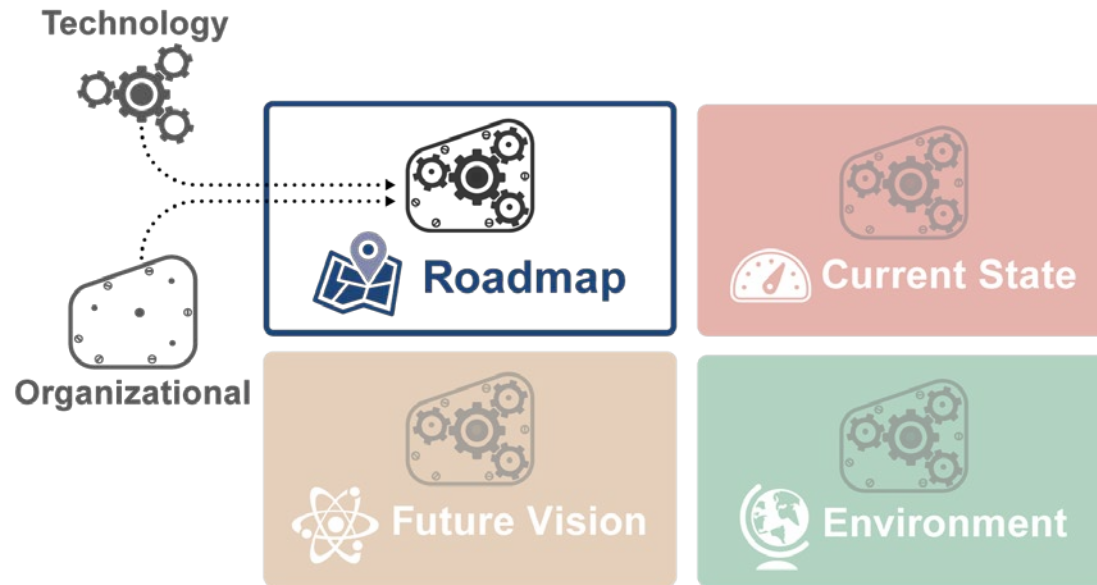 Technology
Roadmap
Current State
Organizational
Future Vision
Environment